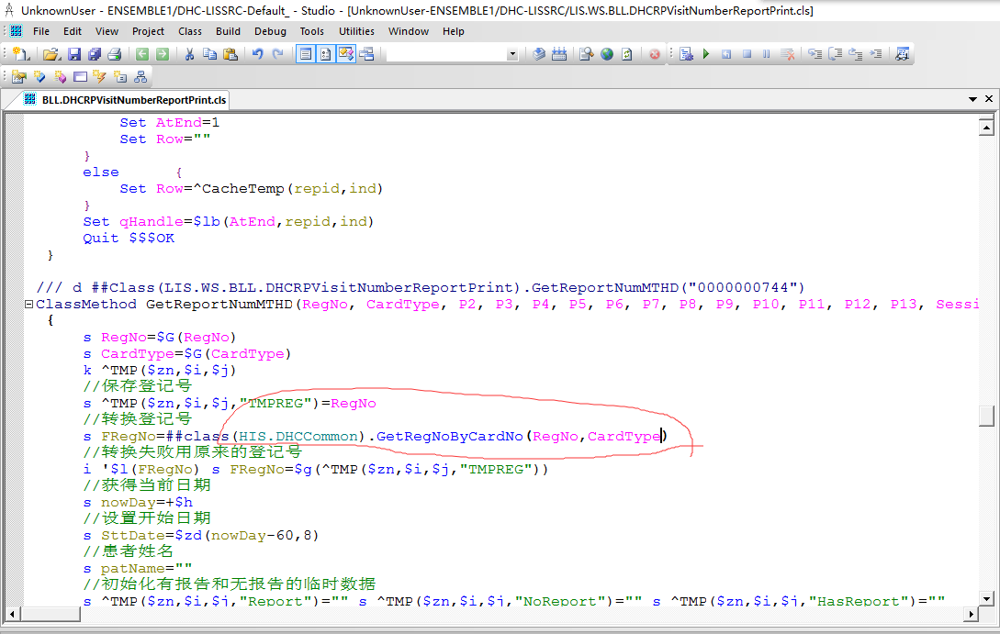 UnknownUser - ENSEMBLE1/DHC-LISSRC-Default_ - Studio - [UnknownUser-ENSEMBLE1/DHC-LISSRC/LIS.WS.BLL.DHCRPVisitNumberReportPrint.cls]
File Edit View Project Class Build Debug Tools Utilities Window Help
BLL.DHCRPVisitNumberReportPrint.cls
Set AtEnd=1
Set Row=""
}
else {
Set Row=^CacheTemp(repid,ind)
}
Set qHandle=$lb(AtEnd,repid,ind)
Quit $$$OK
}
/// d ##Class(LIS.WS.BLL.DHCRPVisitNumberReportPrint).GetReportNumMTHD("0000000744")
ClassMethod GetReportNumMTHD(RegNo, CardType, P2, P3, P4, P5, P6, P7, P8, P9, P10, P11, P12, P13, Sessi
{
s RegNo=$G(RegNo)
s CardType=$G(CardType)
k ^TMP($zn,$i,$j)
//保存登记号
s ^TMP($zn,$i,$j,"TMPREG")=RegNo
//转换登记号
s FRegNo=##class(HIS.DHCCommon).GetRegNoByCardNo(RegNo,CardType)
//转换失败用原来的登记号
i '$l(FRegNo) s FRegNo=$g(^TMP($zn,$i,$j,"TMPREG"))
//获得当前日期
s nowDay=+$h
//设置开始日期
s SttDate=$zd(nowDay-60,8)
//患者姓名
s patName=""
//初始化有报告和无报告的临时数据
s ^TMP($zn,$i,$j,"Report")="" s ^TMP($zn,$i,$j,"NoReport")="" s ^TMP($zn,$i,$j,"HasReport")=""